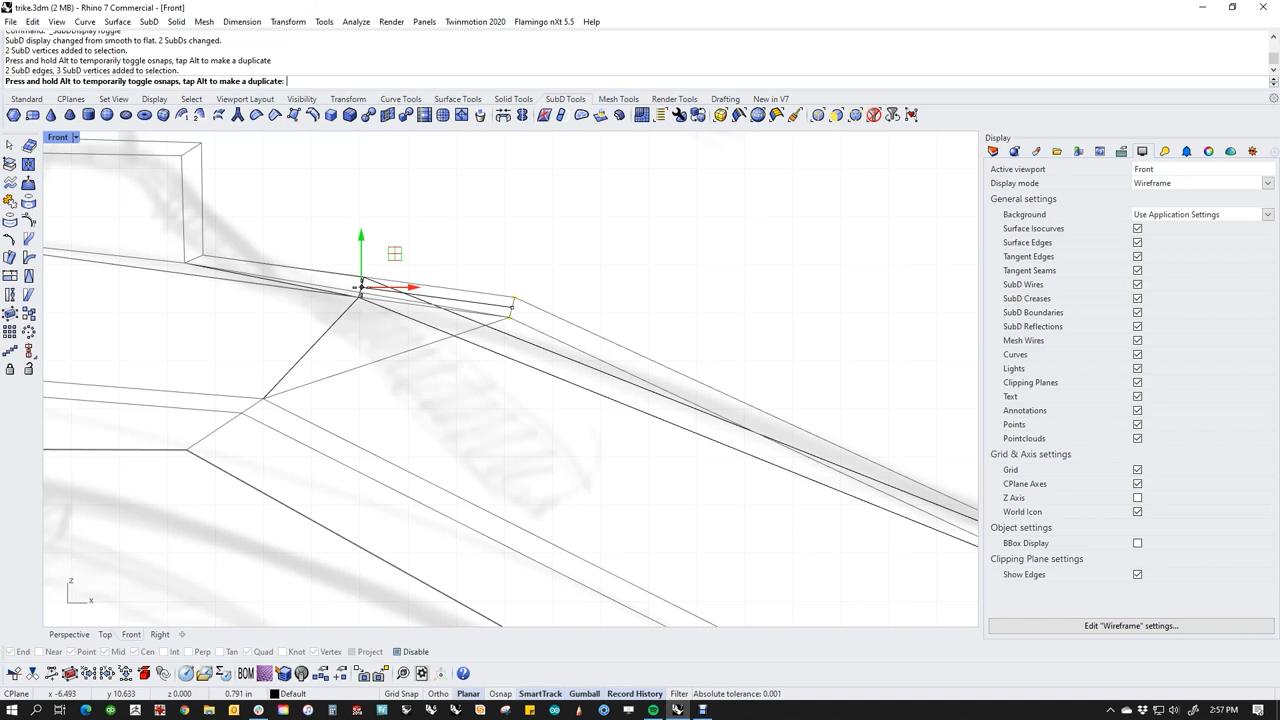 trike.3dm (2 MB) - Rhino 7 Commercial - [Front]
File Edit View Curve Surface SubD Solid Mesh Dimension Transform Tools Analyze Render Panels Twinmotion 2020 Flamingo nXt 5.5 Help
Command: _SubDDisplayToggle
SubD display changed from smooth to flat. 2 SubDs changed.
2 SubD vertices added to selection.
Press and hold Alt to temporarily toggle osnaps, tap Alt to make a duplicate
2 SubD edges, 3 SubD vertices added to selection.
Press and hold Alt to temporarily toggle osnaps, tap Alt to make a duplicate:
Standard CPlanes Set View Display Select Viewport Layout Visibility Transform Curve Tools Surface Tools Solid Tools SubD Tools Mesh Tools Render Tools Drafting New in V7
Front
Display
Active viewport Front
Display mode Wireframe
General settings
Background Use Application Settings
Surface Isocurves
Surface Edges
Tangent Edges
Tangent Seams
SubD Wires
SubD Creases
SubD Boundaries
SubD Reflections
Mesh Wires
Curves
Lights
Clipping Planes
Text
Annotations
Points
Pointclouds
Grid & Axis settings
Grid
CPlane Axes
Z Axis
World Icon
Object settings
BBox Display
Clipping Plane settings
Show Edges
Edit "Wireframe" settings...
z
x
Perspective Top Front Right
End Near Point Mid Cen Int Perp Tan Quad Knot Vertex Project Disable
BOM
CPlane x -6.493 y 10.633 z 0.000 0.791 in Default Grid Snap Ortho Planar Osnap SmartTrack Gumball Record History Filter Absolute tolerance: 0.001
2:57 PM